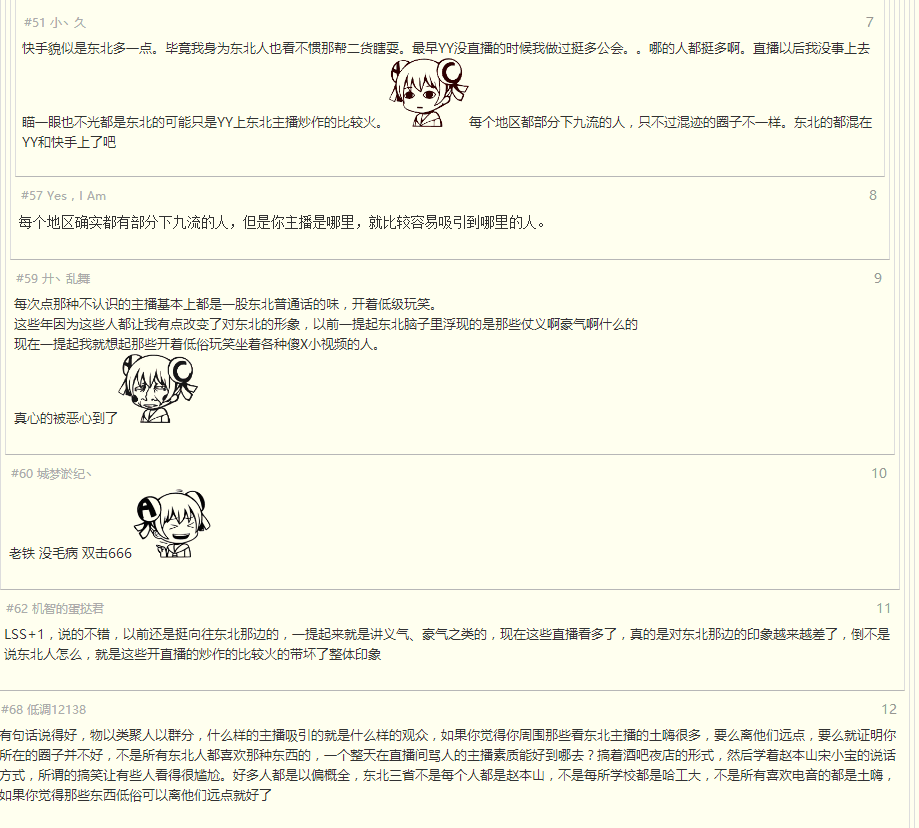 #51 小丶久 7
快手貌似是东北多一点。毕竟我身为东北人也看不惯那帮二货瞎耍。最早YY没直播的时候我做过挺多公会。。哪的人都挺多啊。直播以后我没事上去
瞄一眼也不光都是东北的可能只是YY上东北主播炒作的比较火。 每个地区都部分下九流的人，只不过混迹的圈子不一样。东北的都混在
YY和快手上了吧
#57 Yes，I Am 8
每个地区确实都有部分下九流的人，但是你主播是哪里，就比较容易吸引到哪里的人。
#59 廾丶乱舞 9
每次点那种不认识的主播基本上都是一股东北普通话的味，开着低级玩笑。
这些年因为这些人都让我有点改变了对东北的形象，以前一提起东北脑子里浮现的是那些仗义啊豪气啊什么的
现在一提起我就想起那些开着低俗玩笑坐着各种傻X小视频的人。
真心的被恶心到了
#60 城梦淤纪丶 10
老铁 没毛病 双击666
#62 机智的蛋挞君 11
LSS+1，说的不错，以前还是挺向往东北那边的，一提起来就是讲义气、豪气之类的，现在这些直播看多了，真的是对东北那边的印象越来越差了，倒不是
说东北人怎么，就是这些开直播的炒作的比较火的带坏了整体印象
#68 低调12138 12
有句话说得好，物以类聚人以群分，什么样的主播吸引的就是什么样的观众，如果你觉得你周围那些看东北主播的土嗨很多，要么离他们远点，要么就证明你
所在的圈子并不好，不是所有东北人都喜欢那种东西的，一个整天在直播间骂人的主播素质能好到哪去？搞着酒吧夜店的形式，然后学着赵本山宋小宝的说话
方式，所谓的搞笑让有些人看得很尴尬。好多人都是以偏概全，东北三省不是每个人都是赵本山，不是每所学校都是哈工大，不是所有喜欢电音的都是土嗨，
如果你觉得那些东西低俗可以离他们远点就好了